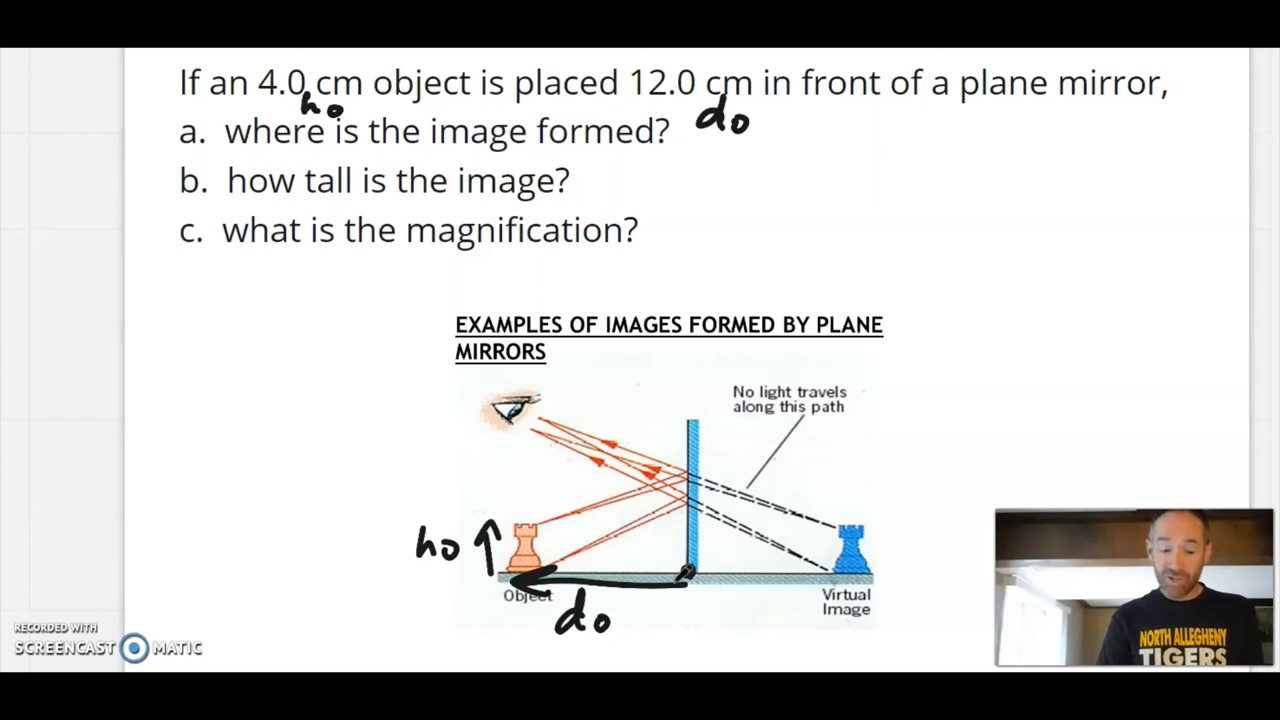 If an 4.0 cm object is placed 12.0 cm in front of a plane mirror,
ho
do
a. where is the image formed?
b. how tall is the image?
c. what is the magnification?
EXAMPLES OF IMAGES FORMED BY PLANE
MIRRORS
No light travels
along this path
ho
Object
do
Virtual
Image
RECORDED WITH
SCREENCAST MATIC
NORTH ALLEGHENY
TIGERS